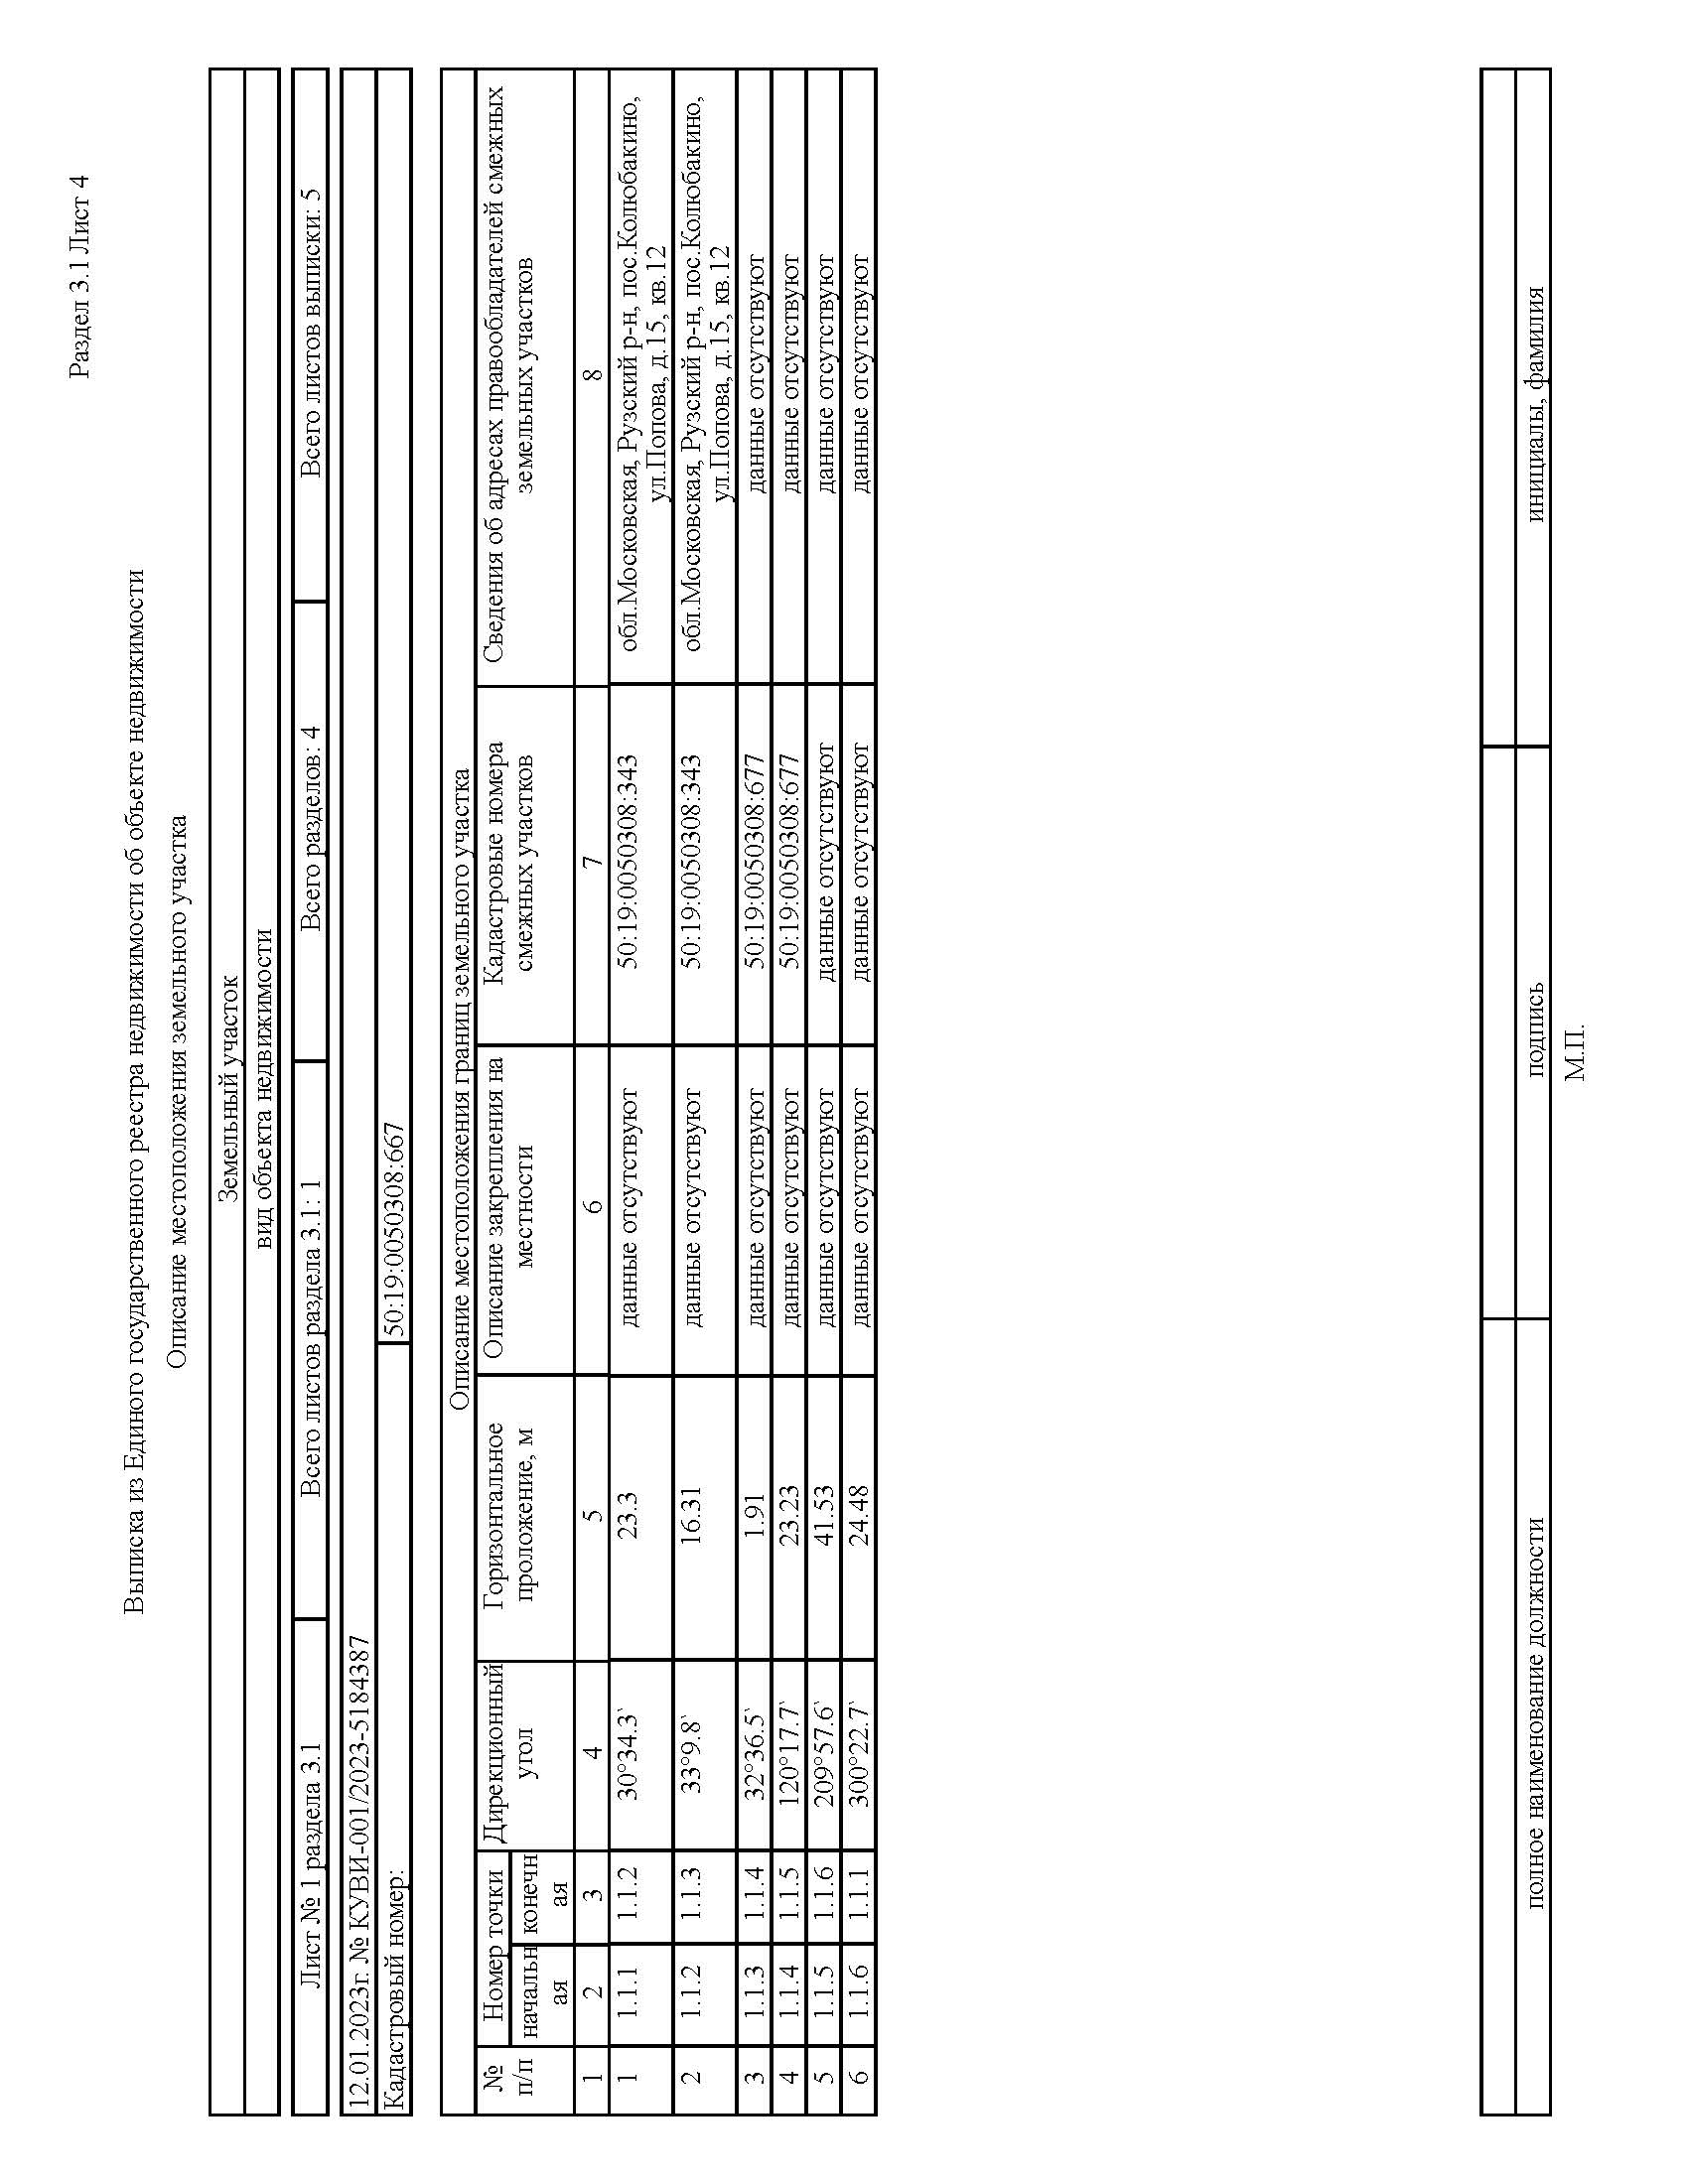 Раздел 3.1 Лист 4
Выписка из Единого государственного реестра недвижимости об объекте недвижимости
Описание местоположения земельного участка
Земельный участок
вид объекта недвижимости
Лист № 1 раздела 3.1 Всего листов раздела 3.1: 1 Всего разделов: 4 Всего листов выписки: 5
12.01.2023г. № КУВИ-001/2023-5184387
Кадастровый номер: 50:19:0050308:667
Описание местоположения границ земельного участка
№ Номер точки Дирекционный Горизонтальное Описание закрепления на Кадастровые номера Сведения об адресах правообладателей смежных
п/п начальн конечн угол проложение, м местности смежных участков земельных участков
ая ая
1 2 3 4 5 6 7 8
1 1.1.1 1.1.2 30°34.3` 23.3 данные отсутствуют 50:19:0050308:343 обл.Московская, Рузский р-н, пос.Колюбакино,
ул.Попова, д.15, кв.12
2 1.1.2 1.1.3 33°9.8` 16.31 данные отсутствуют 50:19:0050308:343 обл.Московская, Рузский р-н, пос.Колюбакино,
ул.Попова, д.15, кв.12
3 1.1.3 1.1.4 32°36.5` 1.91 данные отсутствуют 50:19:0050308:677 данные отсутствуют
4 1.1.4 1.1.5 120°17.7` 23.23 данные отсутствуют 50:19:0050308:677 данные отсутствуют
5 1.1.5 1.1.6 209°57.6` 41.53 данные отсутствуют данные отсутствуют данные отсутствуют
6 1.1.6 1.1.1 300°22.7` 24.48 данные отсутствуют данные отсутствуют данные отсутствуют
полное наименование должности подпись инициалы, фамилия
М.П.